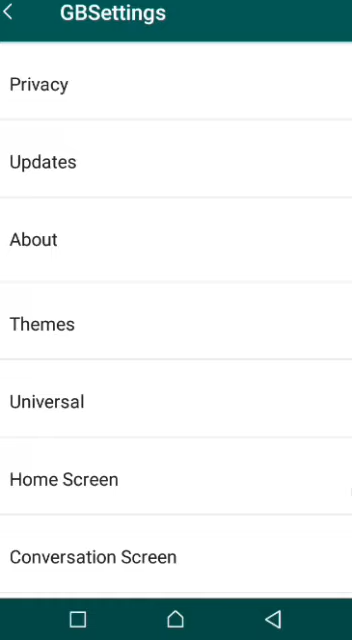 GBSettings
Privacy
Updates
About
Themes
Universal
Home Screen
Conversation Screen